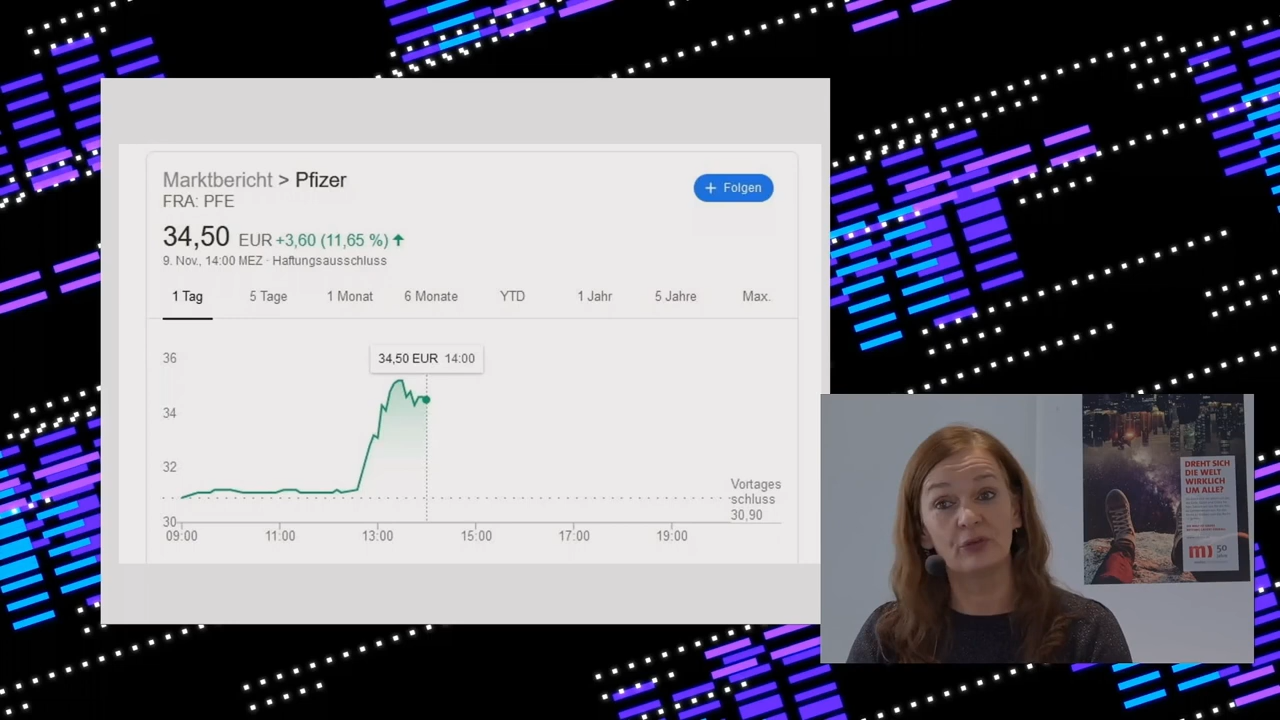 Marktbericht > Pfizer
FRA: PFE
+ Folgen
34,50 EUR +3,60 (11,65 %) ↑
9. Nov., 14:00 MEZ · Haftungsausschluss
1 Tag 5 Tage 1 Monat 6 Monate YTD 1 Jahr 5 Jahre Max.
34,50 EUR 14:00
36
34
32
30
Vortages
schluss
30,90
09:00 11:00 13:00 15:00 17:00 19:00
DREHT SICH
DIE WELT
WIRKLICH
UM ALLE?
m)
50